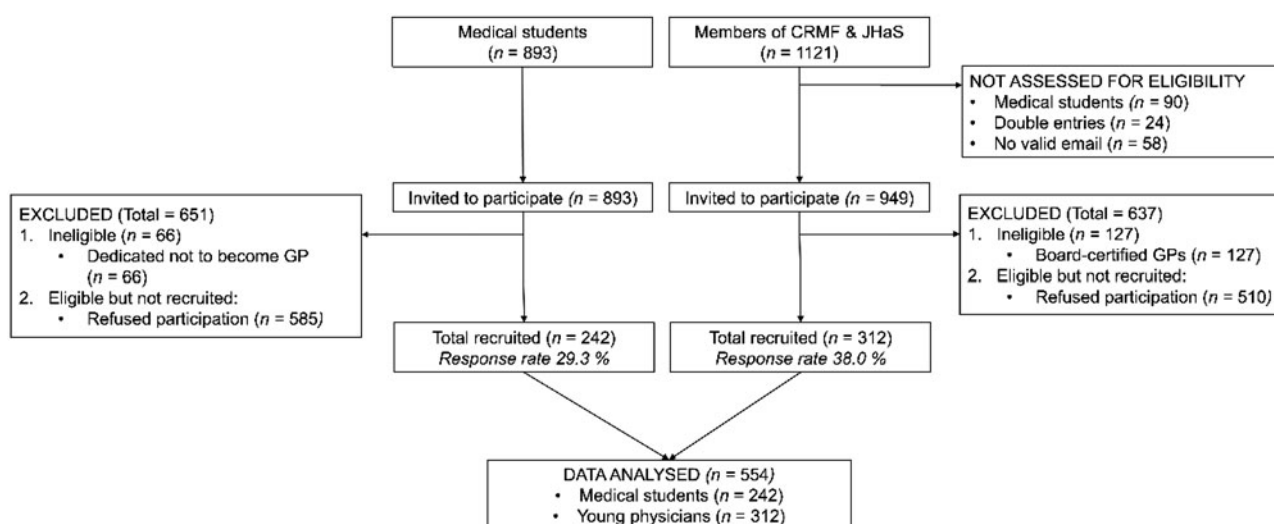 Medical students
(n = 893)
Members of CRMF & JHaS
(n = 1121)
NOT ASSESSED FOR ELIGIBILITY
• Medical students (n = 90)
• Double entries (n = 24)
• No valid email (n = 58)
Invited to participate (n = 893)
Invited to participate (n = 949)
EXCLUDED (Total = 651)
1. Ineligible (n = 66)
• Dedicated not to become GP
(n = 66)
2. Eligible but not recruited:
• Refused participation (n = 585)
EXCLUDED (Total = 637)
1. Ineligible (n = 127)
• Board-certified GPs (n = 127)
2. Eligible but not recruited:
• Refused participation (n = 510)
Total recruited (n = 242)
Response rate 29.3 %
Total recruited (n = 312)
Response rate 38.0 %
DATA ANALYSED (n = 554)
• Medical students (n = 242)
• Young physicians (n = 312)